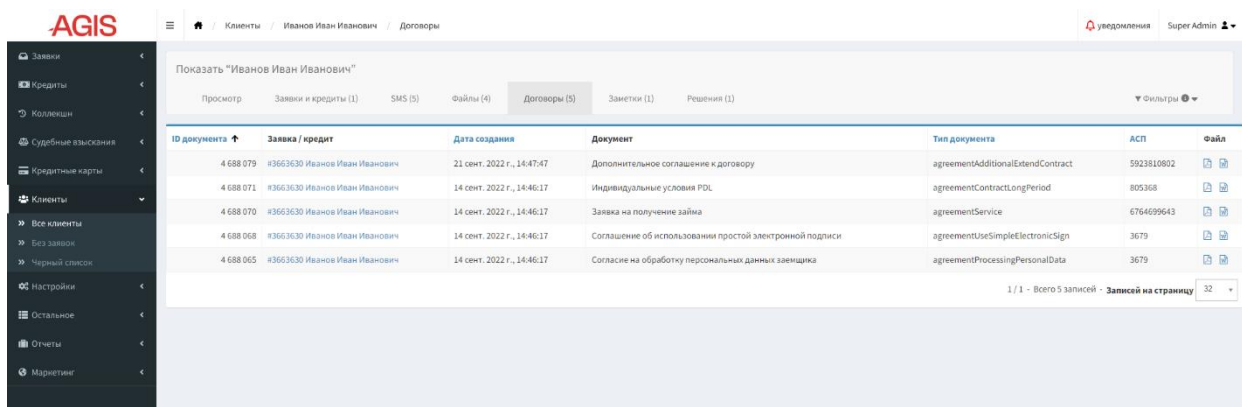 AGIS
Клиенты / Иванов Иван Иванович / Договоры
уведомления
Super Admin
Заявки
Кредиты
Коллекшн
Судебные взыскания
Кредитные карты
Клиенты
Все клиенты
Без заявок
Черный список
Настройки
Остальное
Отчеты
Маркетинг
Показать "Иванов Иван Иванович"
Просмотр Заявки и кредиты (1) SMS (5) Файлы (4) Договоры (5) Заметки (1) Решения (1) Фильтры
ID документа Заявка / кредит Дата создания Документ Тип документа АСП Файл
4 688 079 #3663630 Иванов Иван Иванович 21 сент. 2022 г., 14:47:47 Дополнительное соглашение к договору agreementAdditionalExtendContract 5923810802
4 688 071 #3663630 Иванов Иван Иванович 14 сент. 2022 г., 14:46:17 Индивидуальные условия PDL agreementContractLongPeriod 805368
4 688 070 #3663630 Иванов Иван Иванович 14 сент. 2022 г., 14:46:17 Заявка на получение займа agreementService 6764699643
4 688 068 #3663630 Иванов Иван Иванович 14 сент. 2022 г., 14:46:17 Соглашение об использовании простой электронной подписи agreementUseSimpleElectronicSign 3679
4 688 065 #3663630 Иванов Иван Иванович 14 сент. 2022 г., 14:46:17 Согласие на обработку персональных данных заемщика agreementProcessingPersonalData 3679
1 / 1 - Всего 5 записей - Записей на страницу 32